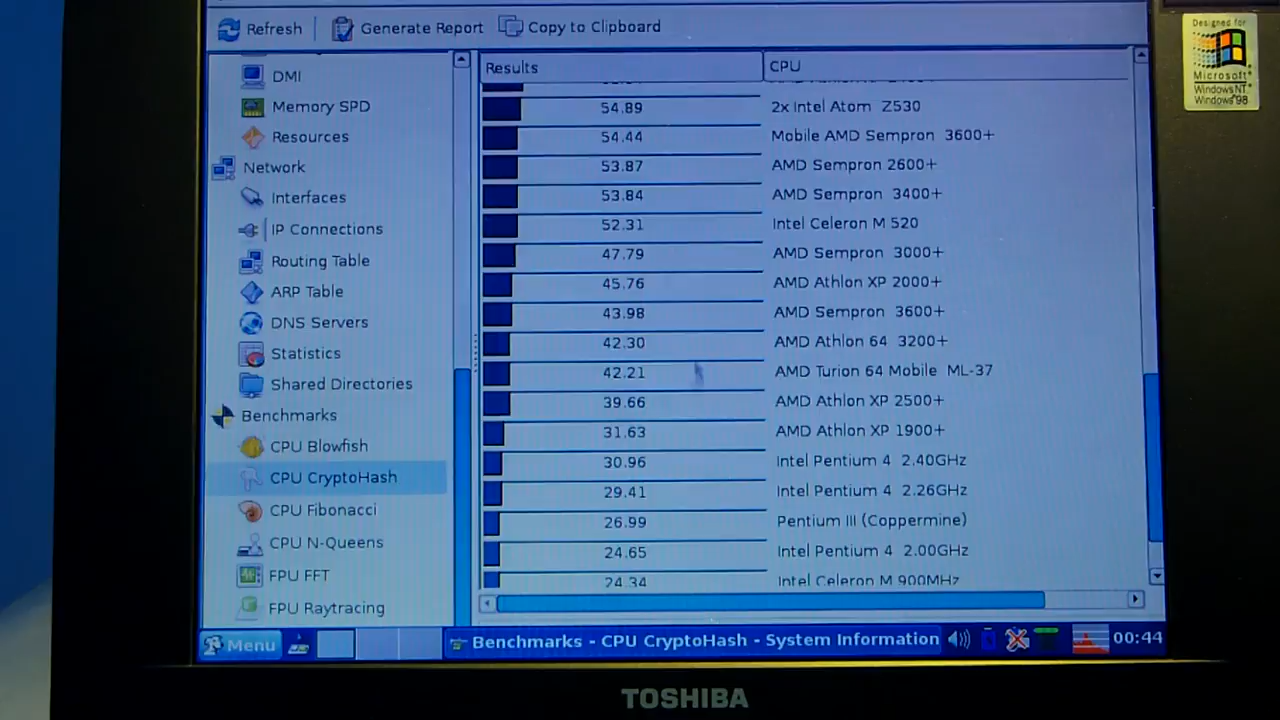 Refresh Generate Report Copy to Clipboard
Results CPU
DMI
Memory SPD
Resources
Network
Interfaces
IP Connections
Routing Table
ARP Table
DNS Servers
Statistics
Shared Directories
Benchmarks
CPU Blowfish
CPU CryptoHash
CPU Fibonacci
CPU N-Queens
FPU FFT
FPU Raytracing
54.89 2x Intel Atom Z530
54.44 Mobile AMD Sempron 3600+
53.87 AMD Sempron 2600+
53.84 AMD Sempron 3400+
52.31 Intel Celeron M 520
47.79 AMD Sempron 3000+
45.76 AMD Athlon XP 2000+
43.98 AMD Sempron 3600+
42.30 AMD Athlon 64 3200+
42.21 AMD Turion 64 Mobile ML-37
39.66 AMD Athlon XP 2500+
31.63 AMD Athlon XP 1900+
30.96 Intel Pentium 4 2.40GHz
29.41 Intel Pentium 4 2.26GHz
26.99 Pentium III (Coppermine)
24.65 Intel Pentium 4 2.00GHz
24.34 Intel Celeron M 900MHz
Menu Benchmarks - CPU CryptoHash - System Information 00:44
TOSHIBA
Designed for
Microsoft
Windows NT
Windows 98